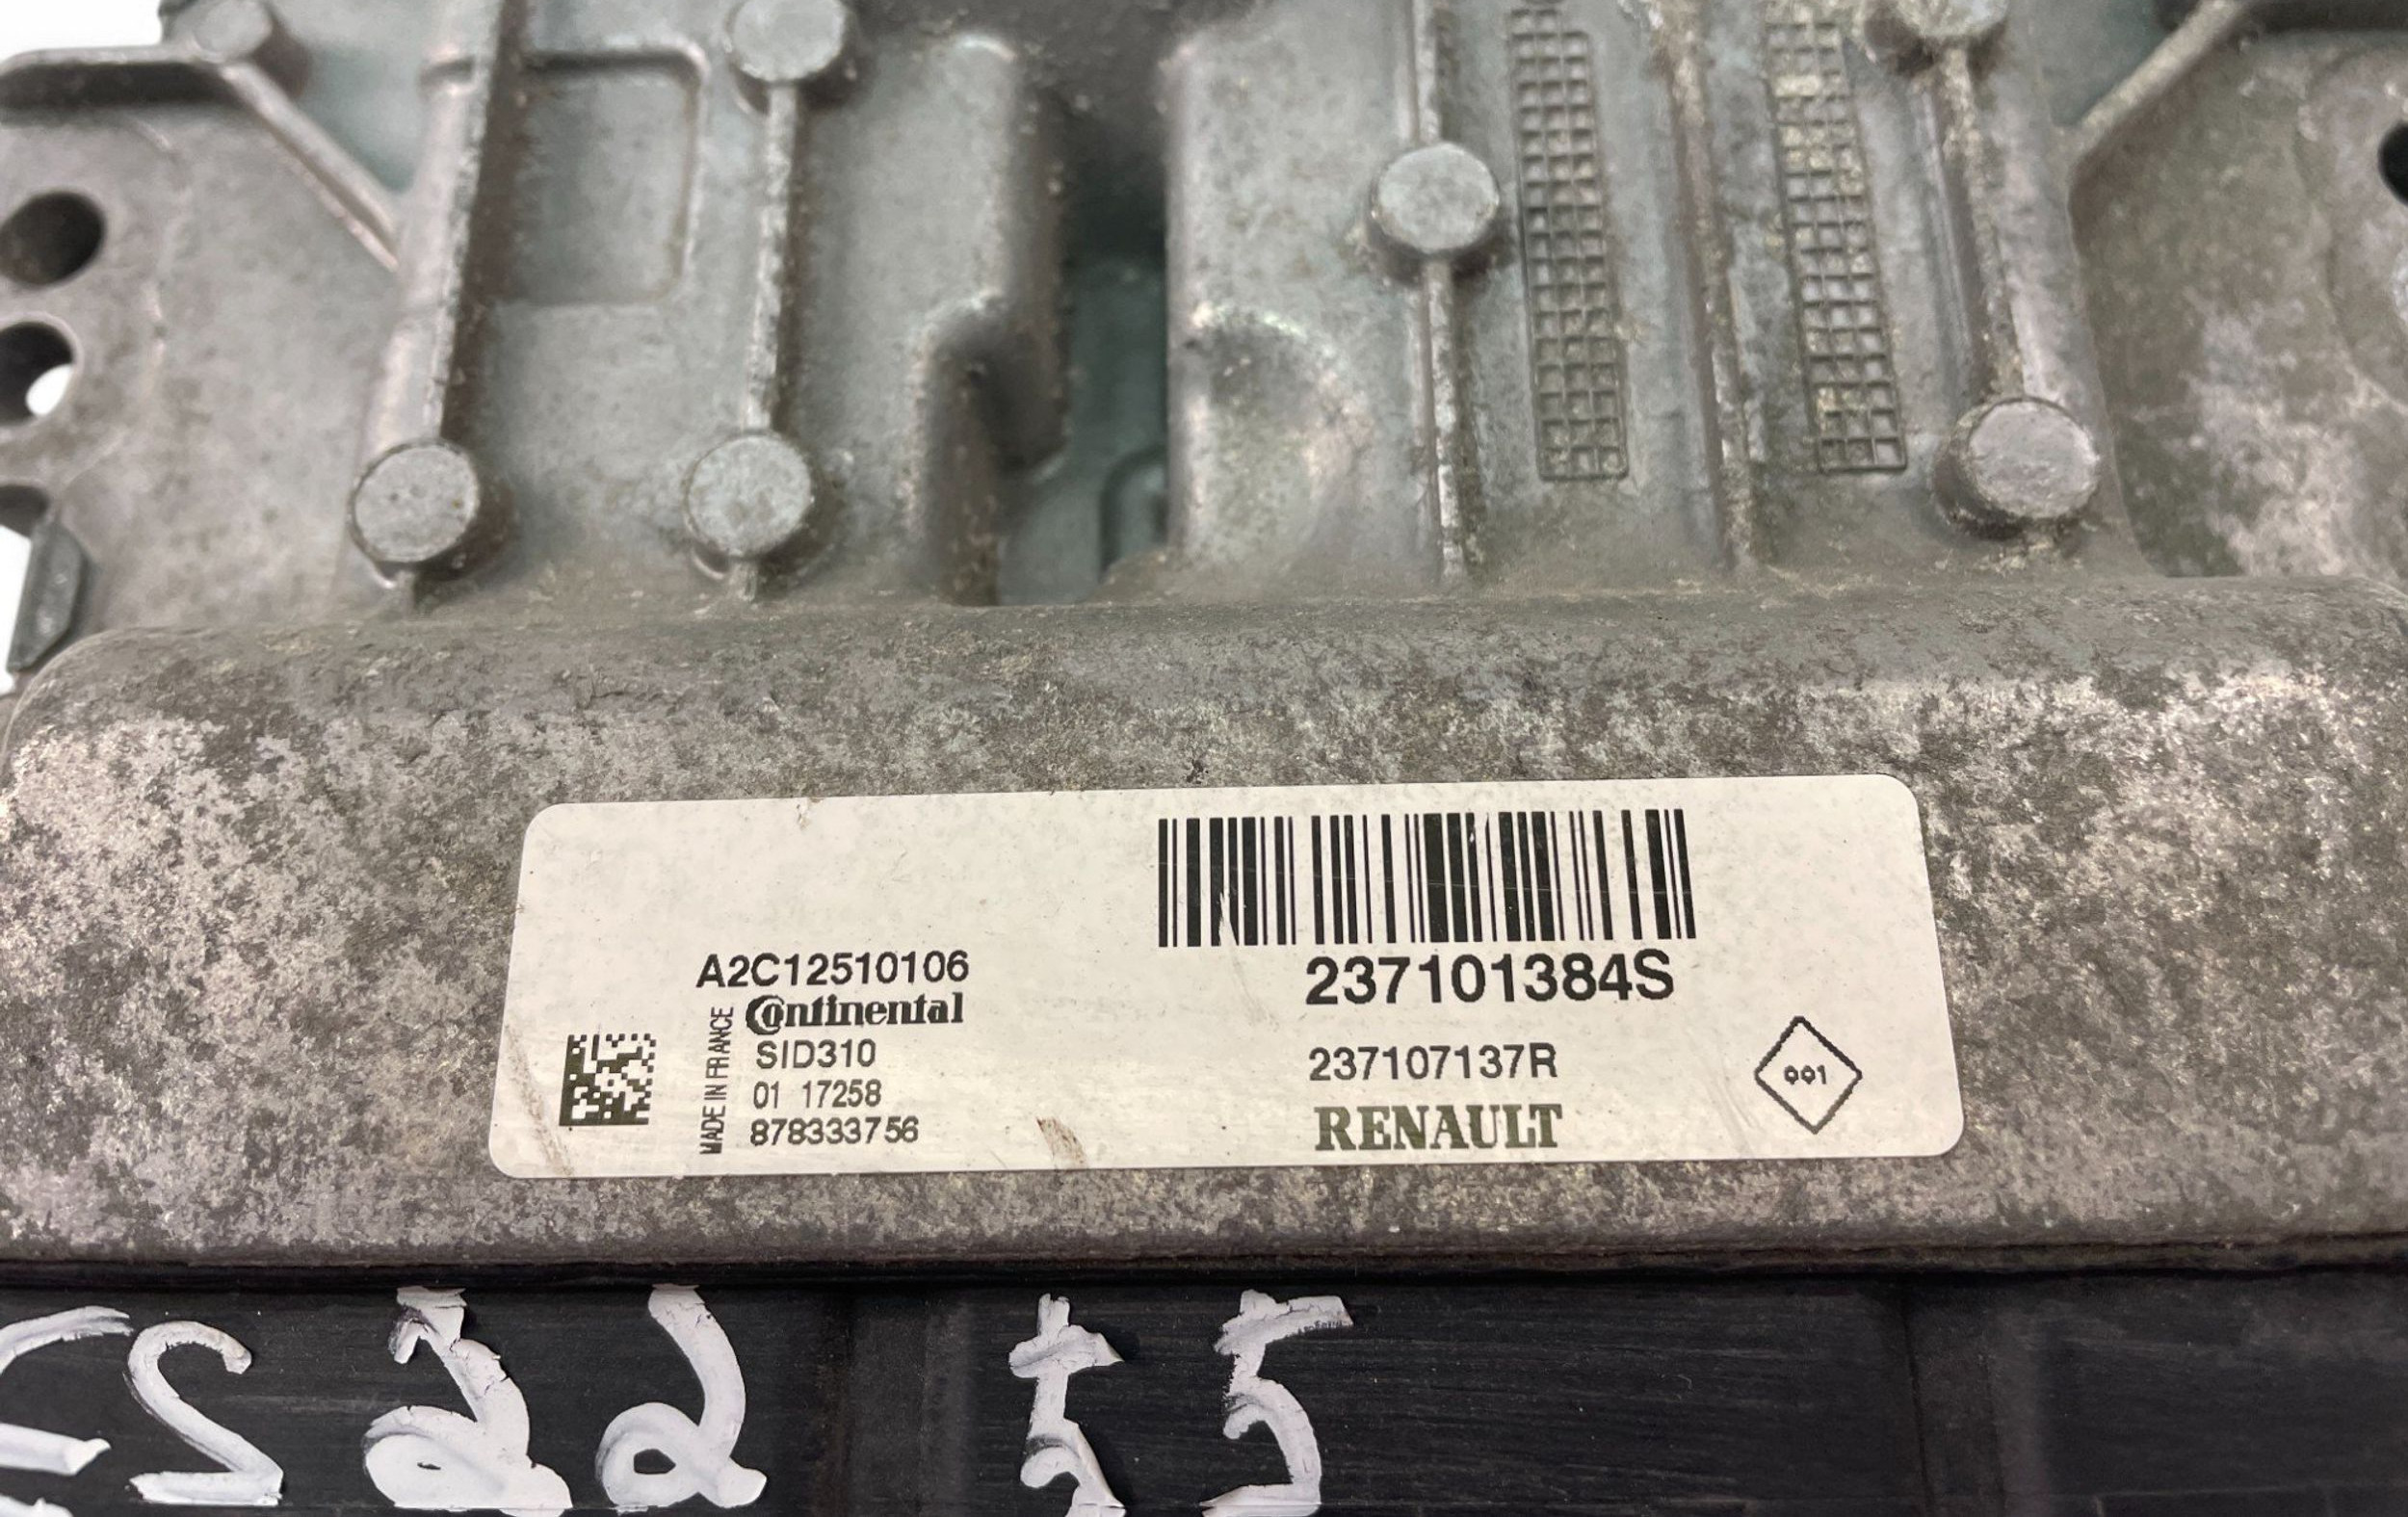 A2C12510106
Continental
SID310
01 17258
878333756
MADE IN FRANCE
237101384S
237107137R
RENAULT
001